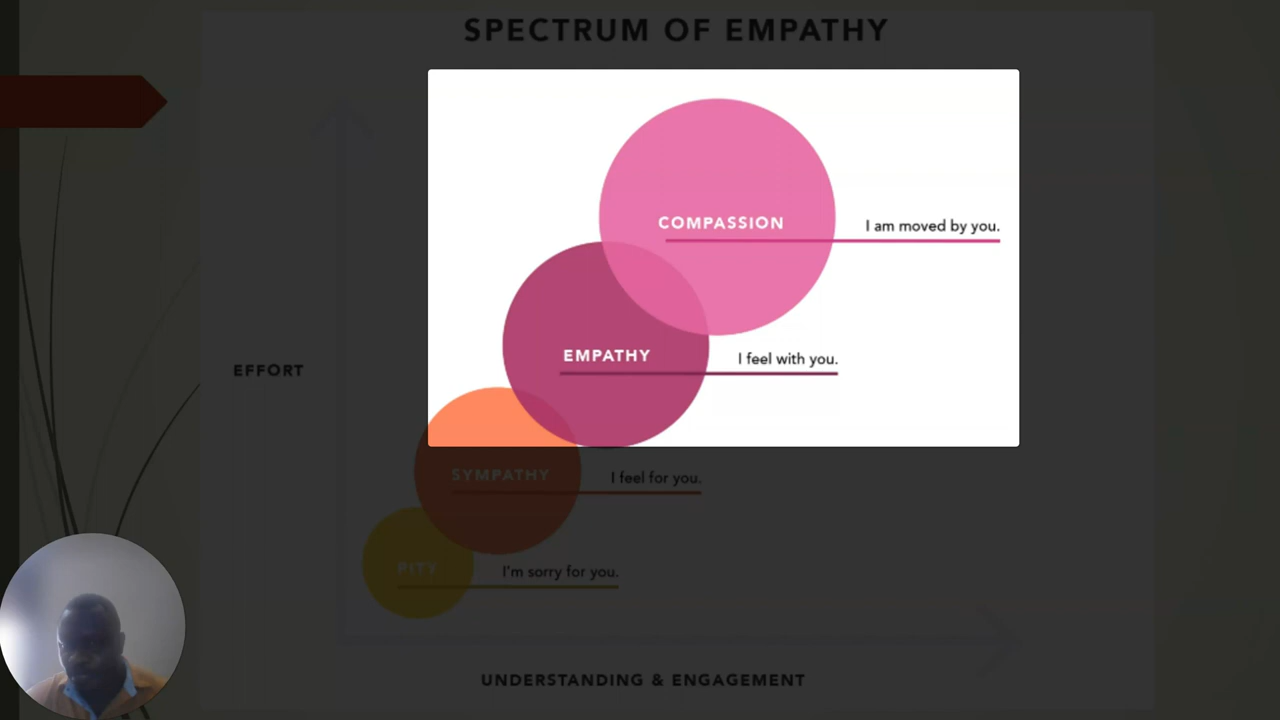 SPECTRUM OF EMPATHY
COMPASSION
I am moved by you.
EMPATHY
I feel with you.
EFFORT
SYMPATHY
I feel for you.
PITY
I'm sorry for you.
UNDERSTANDING & ENGAGEMENT